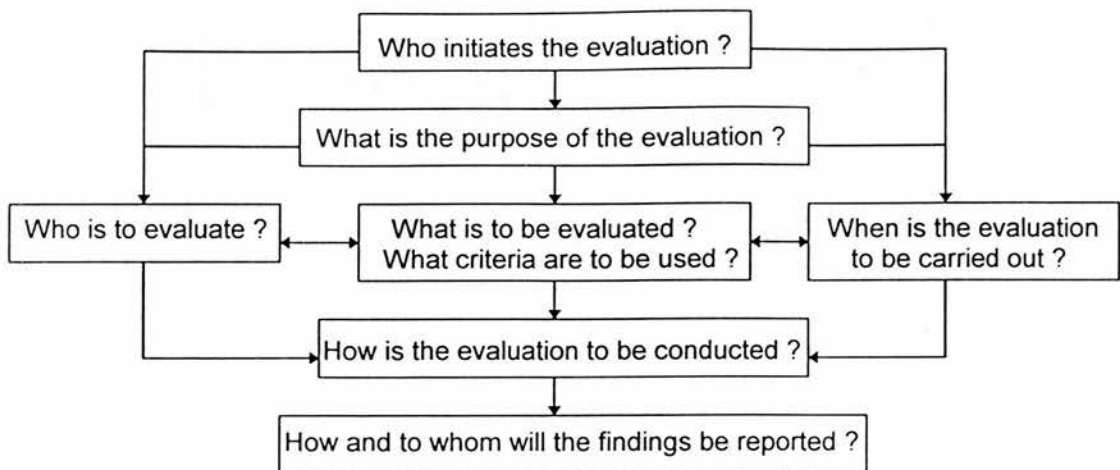 Who initiates the evaluation ?
What is the purpose of the evaluation ?
Who is to evaluate ?
What is to be evaluated ?
What criteria are to be used ?
When is the evaluation
to be carried out ?
How is the evaluation to be conducted ?
How and to whom will the findings be reported ?